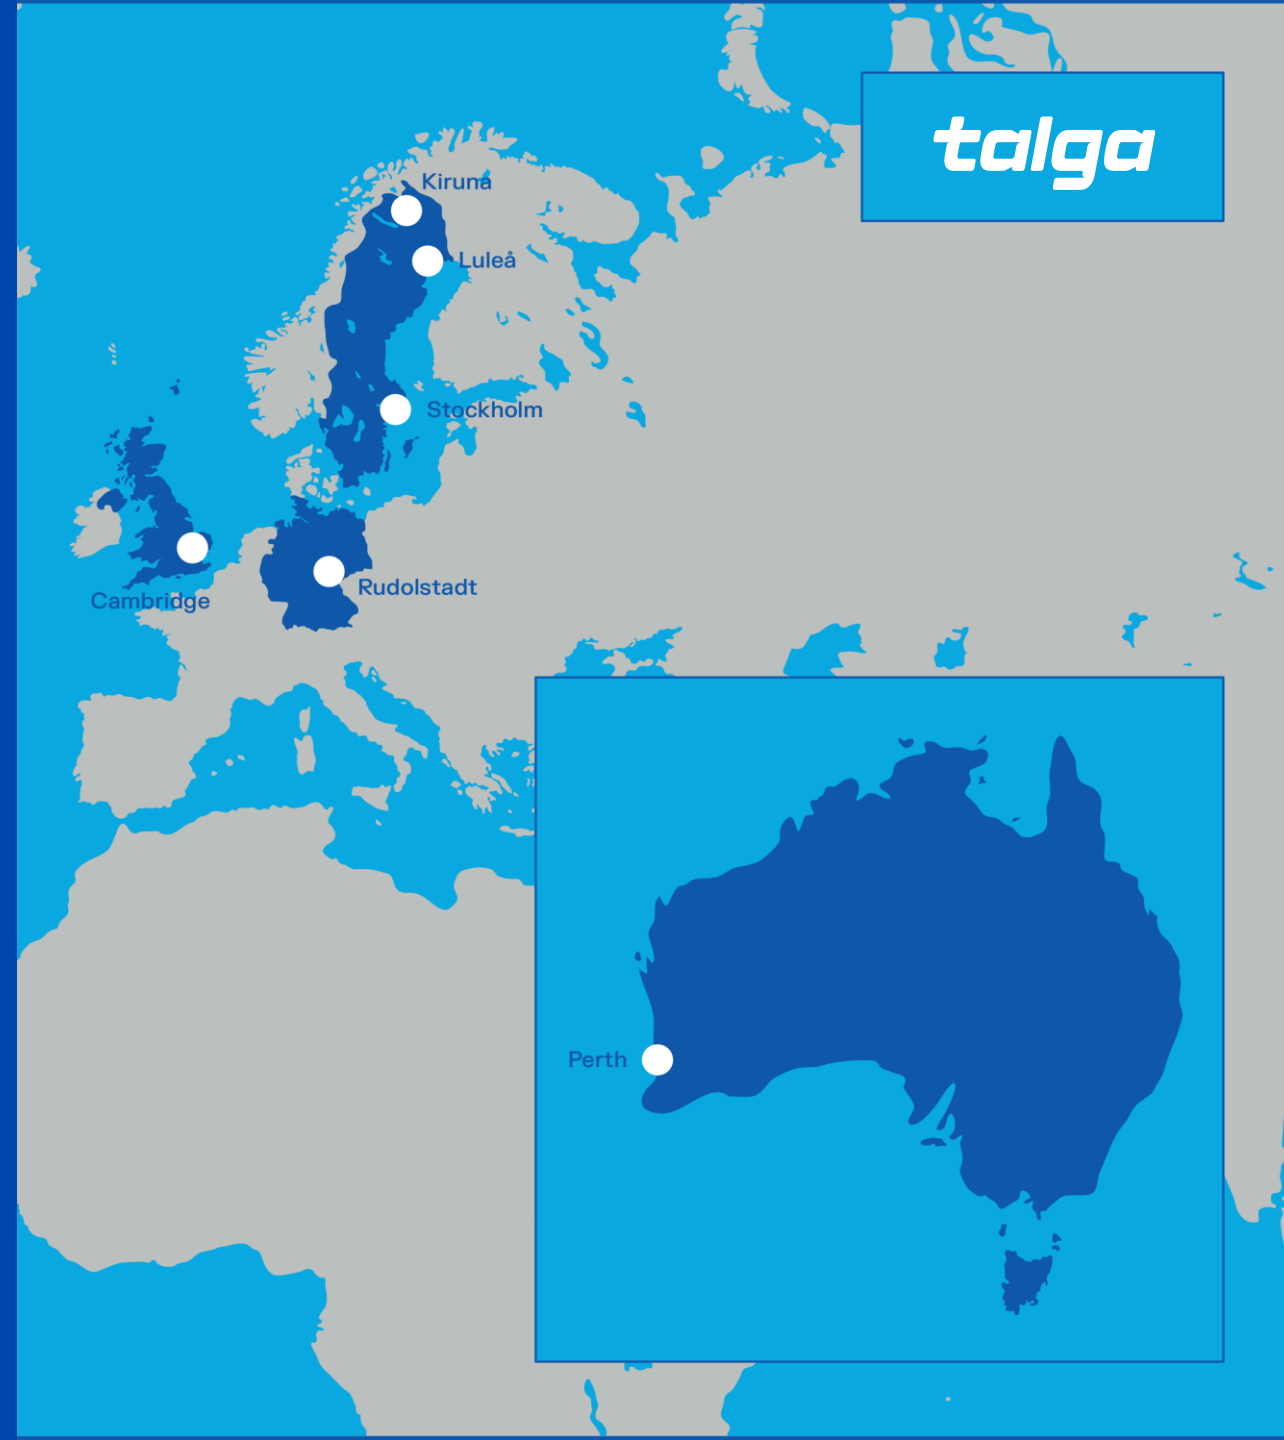 talga
Kiruna
Luleå
Stockholm
Cambridge
Rudolstadt
Perth